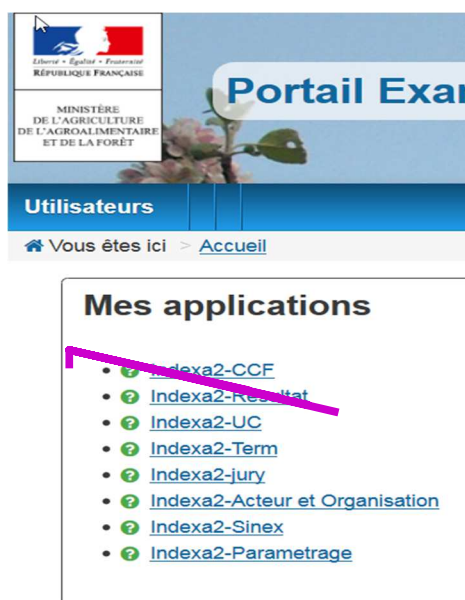 Liberté • Égalité • Fraternité
RÉPUBLIQUE FRANÇAISE
MINISTÈRE
DE L'AGRICULTURE
DE L'AGROALIMENTAIRE
ET DE LA FORÊT
Portail Exa
Utilisateurs
Vous êtes ici > Accueil
Mes applications
Indexa2-CCF
Indexa2-Résultat
Indexa2-UC
Indexa2-Term
Indexa2-jury
Indexa2-Acteur et Organisation
Indexa2-Sinex
Indexa2-Parametrage